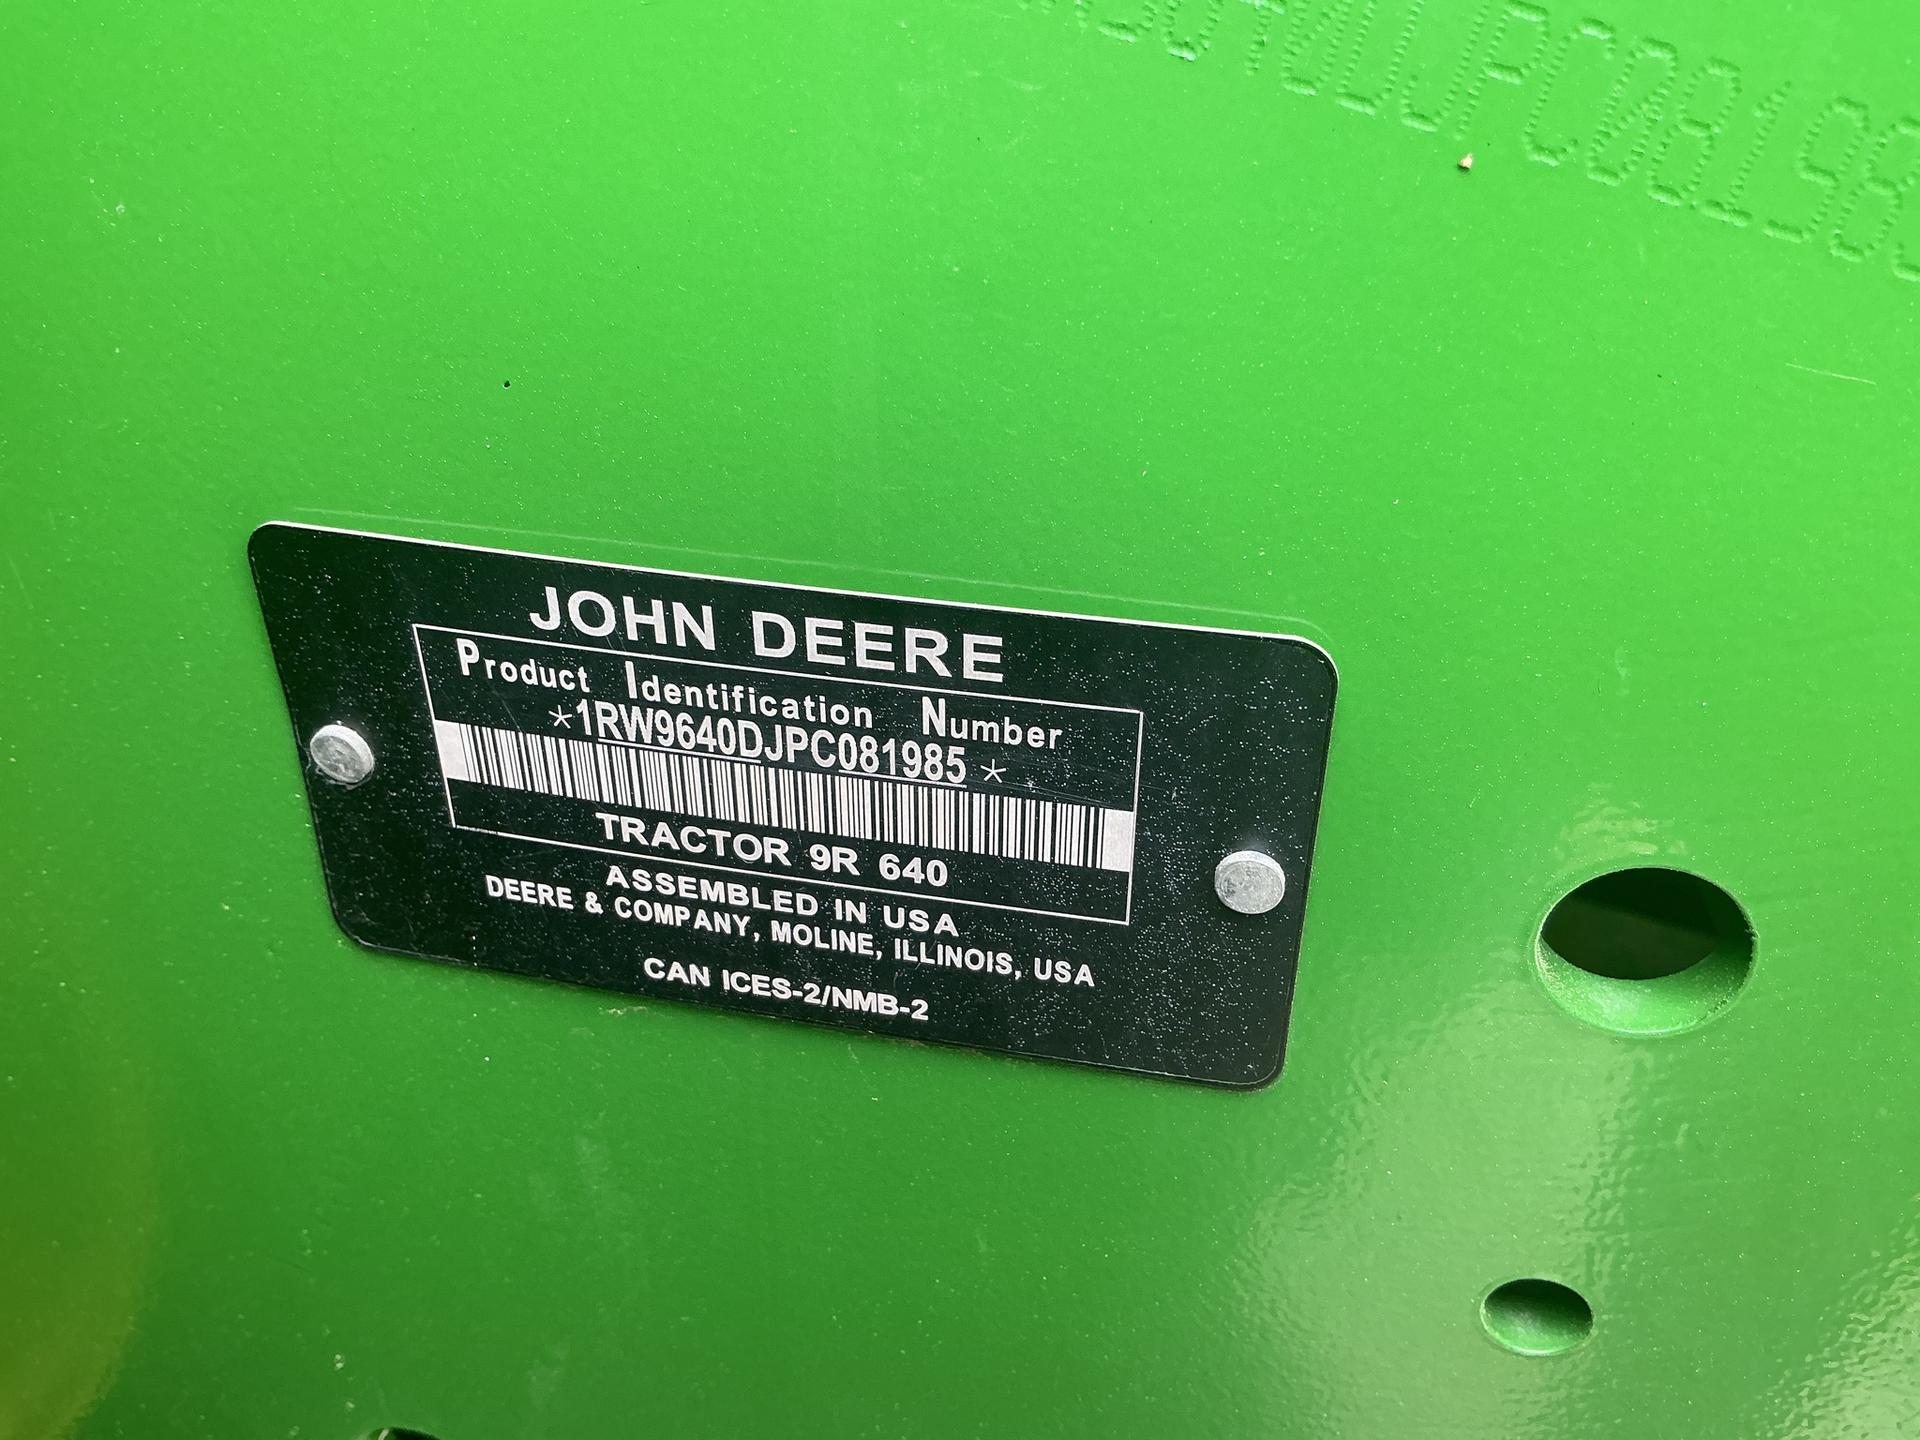 JOHN DEERE
Product Identification Number
*1RW9640DJPC081985*
TRACTOR 9R 640
ASSEMBLED IN USA
DEERE & COMPANY, MOLINE, ILLINOIS, USA
CAN ICES-2/NMB-2